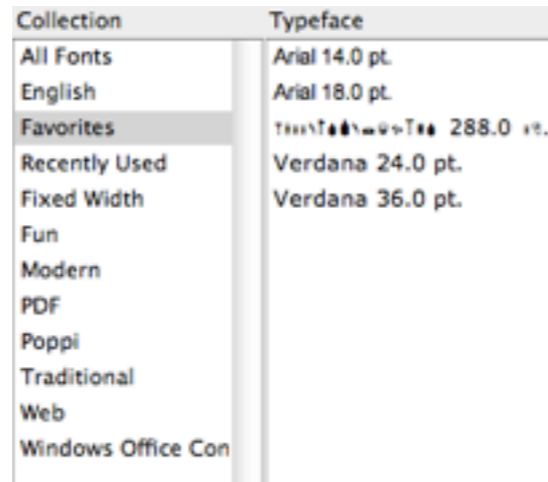 Collection
Typeface
All Fonts
English
Favorites
Recently Used
Fixed Width
Fun
Modern
PDF
Poppi
Traditional
Web
Windows Office Con
Arial 14.0 pt.
Arial 18.0 pt.
288.0
Verdana 24.0 pt.
Verdana 36.0 pt.